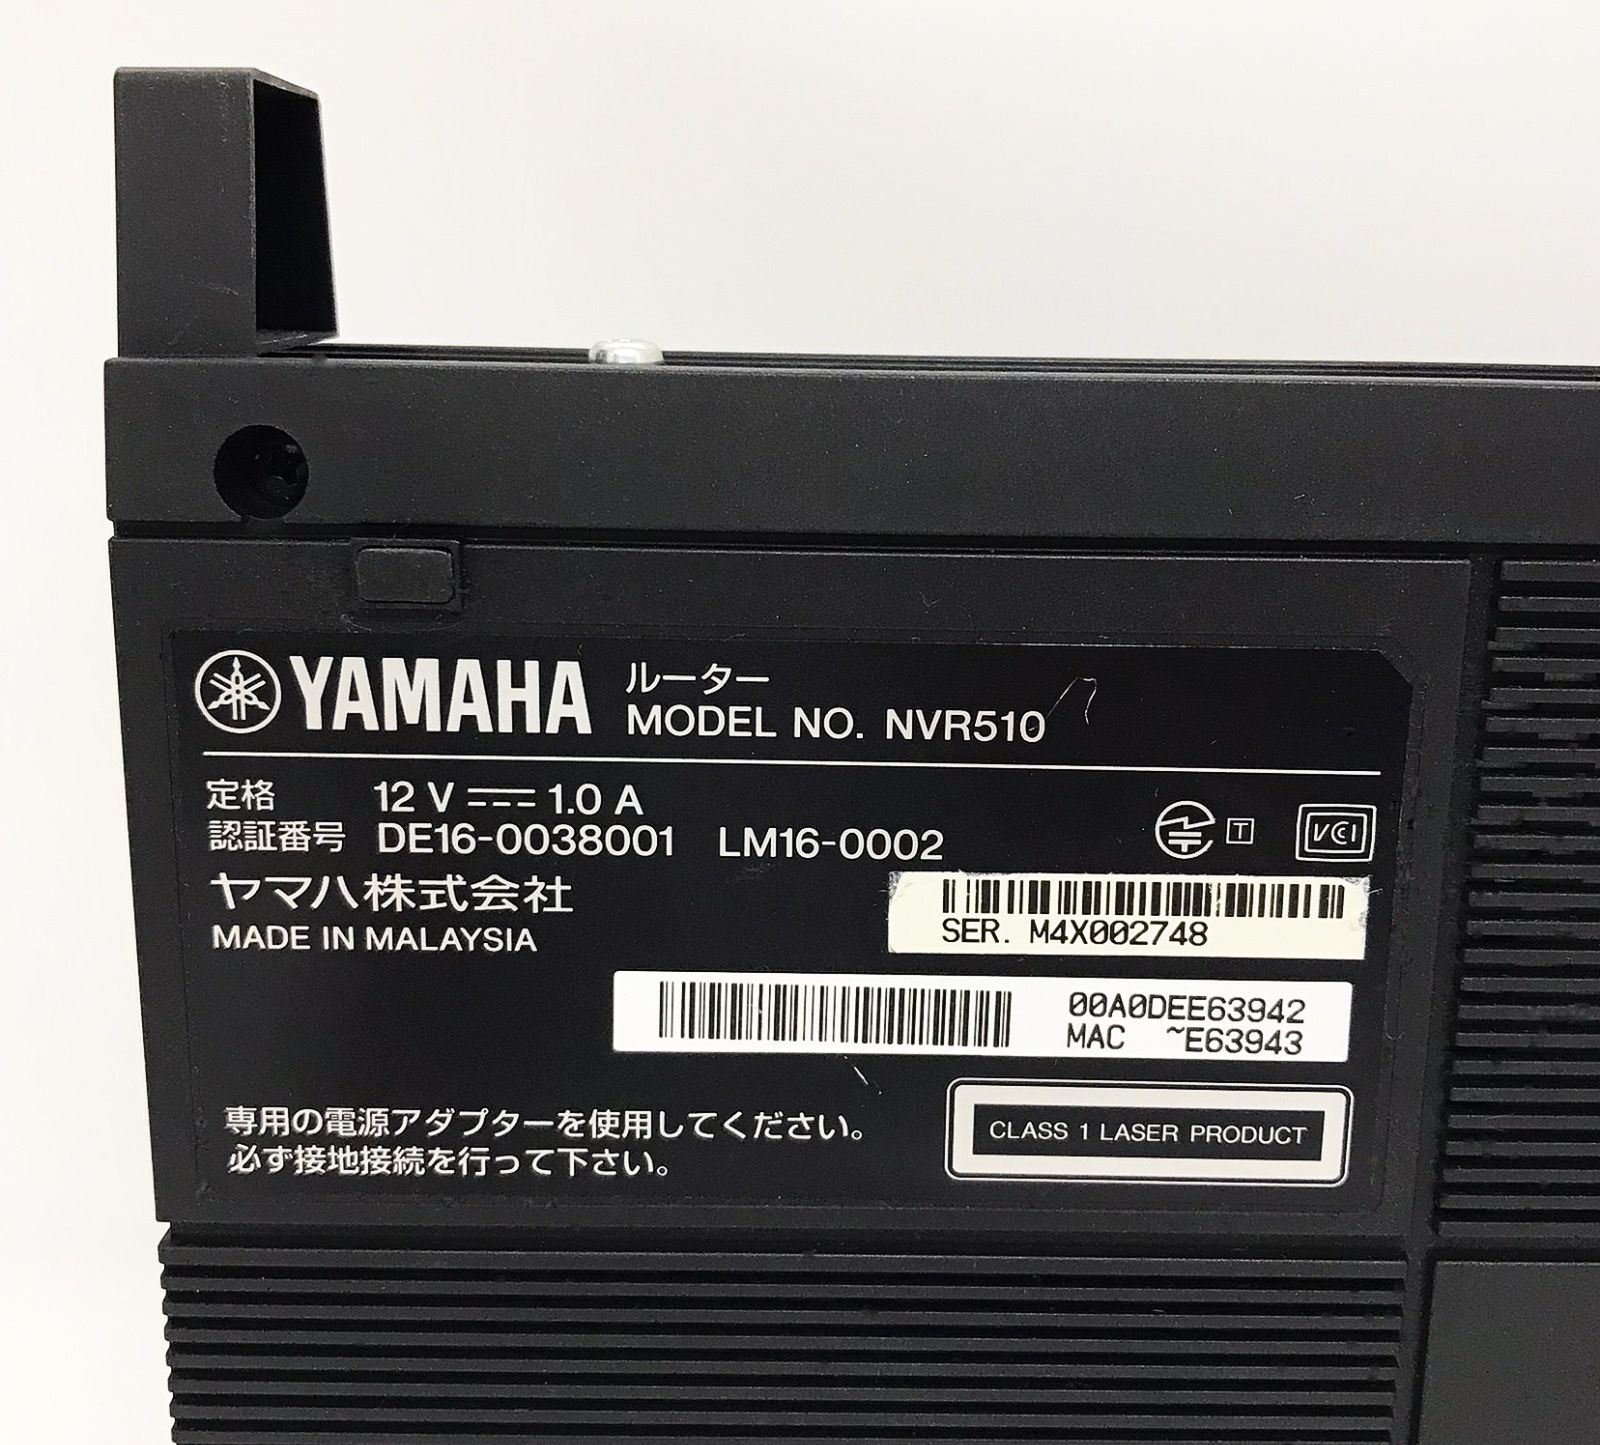 YAMAHA
ルーター
MODEL NO. NVR510
定格 12 V 1.0 A
認証番号 DE16-0038001 LM16-0002
T
VCCI
ヤマハ株式会社
MADE IN MALAYSIA
SER. M4X002748
00A0DEE63942
MAC ~E63943
専用の電源アダプターを使用してください。
必ず接地接続を行って下さい。
CLASS 1 LASER PRODUCT